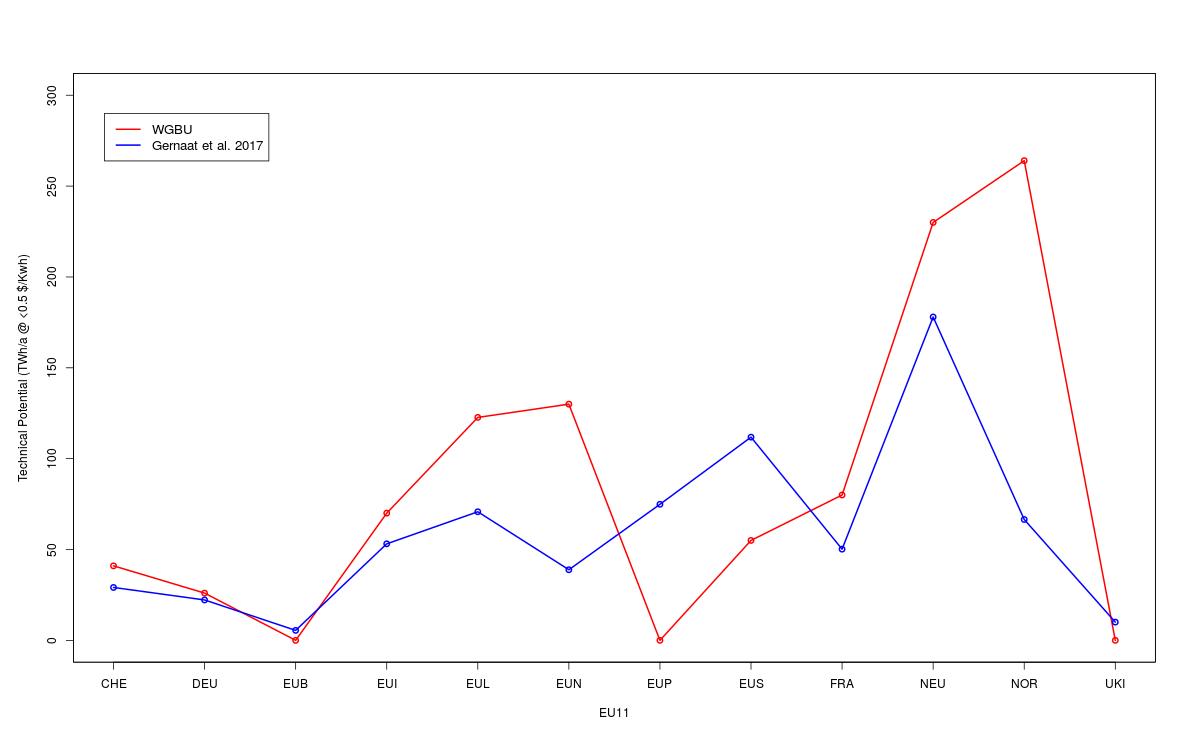 300
250
200
150
100
50
0
Technical Potential (TWh/a @ <0.5 $/Kwh)
WGBU
Gernaat et al. 2017
CHE DEU EUB EUI EUL EUN EUP EUS FRA NEU NOR UKI
EU11